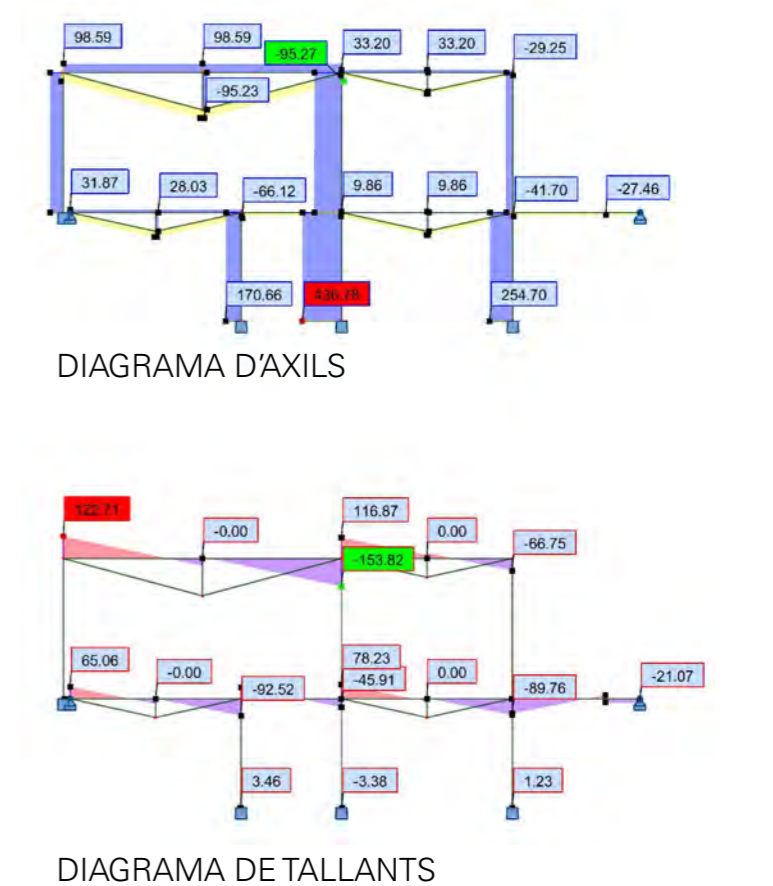 98.59 98.59 -95.27 33.20 33.20 -29.25
-95.23
31.87 28.03 -66.12 9.86 9.86 -41.70 -27.46
170.66 436.78 254.70
DIAGRAMA D'AXILS
122.71 -0.00 116.87 0.00 -66.75
-153.82
65.06 -0.00 -92.52 78.23 0.00 -89.76 -21.07
-45.91
3.46 -3.38 1.23
DIAGRAMA DE TALLANTS